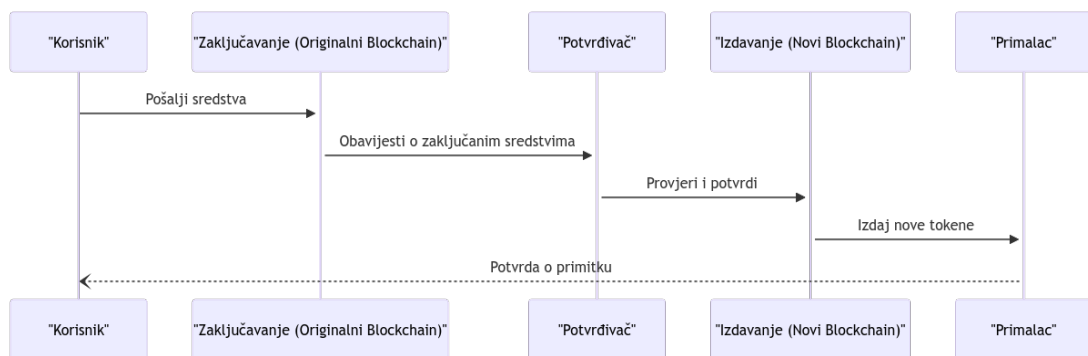 "Korisnik"
"Zaključavanje (Originalni Blockchain)"
"Potvrđivač"
"Izdavanje (Novi Blockchain)"
"Primalac"
Pošalji sredstva
Obavijesti o zaključanim sredstvima
Provjeri i potvrdi
Izdaj nove tokene
Potvrda o primitku
"Korisnik"
"Zaključavanje (Originalni Blockchain)"
"Potvrđivač"
"Izdavanje (Novi Blockchain)"
"Primalac"